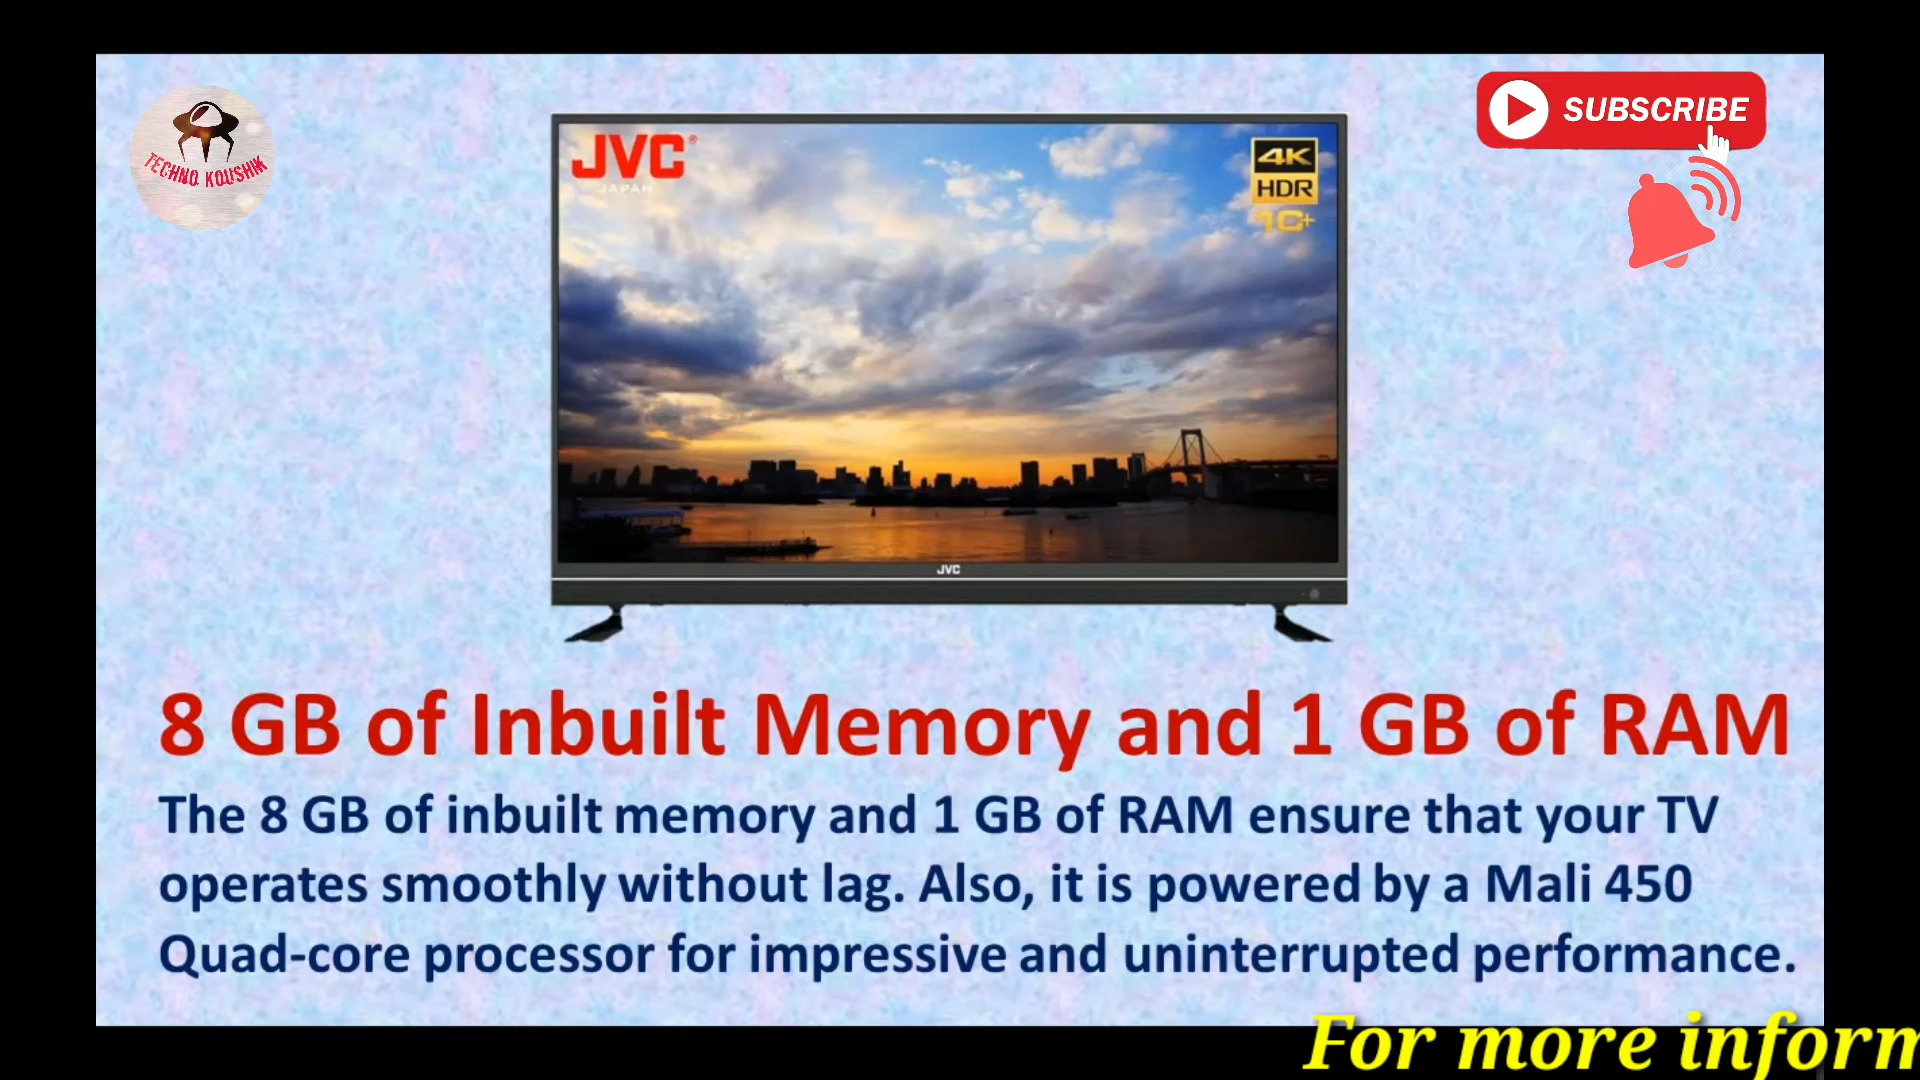 TECHNO KOUSHIK
SUBSCRIBE
JVC®
JAPAN
4K
HDR
10+
JVC
8 GB of Inbuilt Memory and 1 GB of RAM
The 8 GB of inbuilt memory and 1 GB of RAM ensure that your TV
operates smoothly without lag. Also, it is powered by a Mali 450
Quad-core processor for impressive and uninterrupted performance.
For more inform